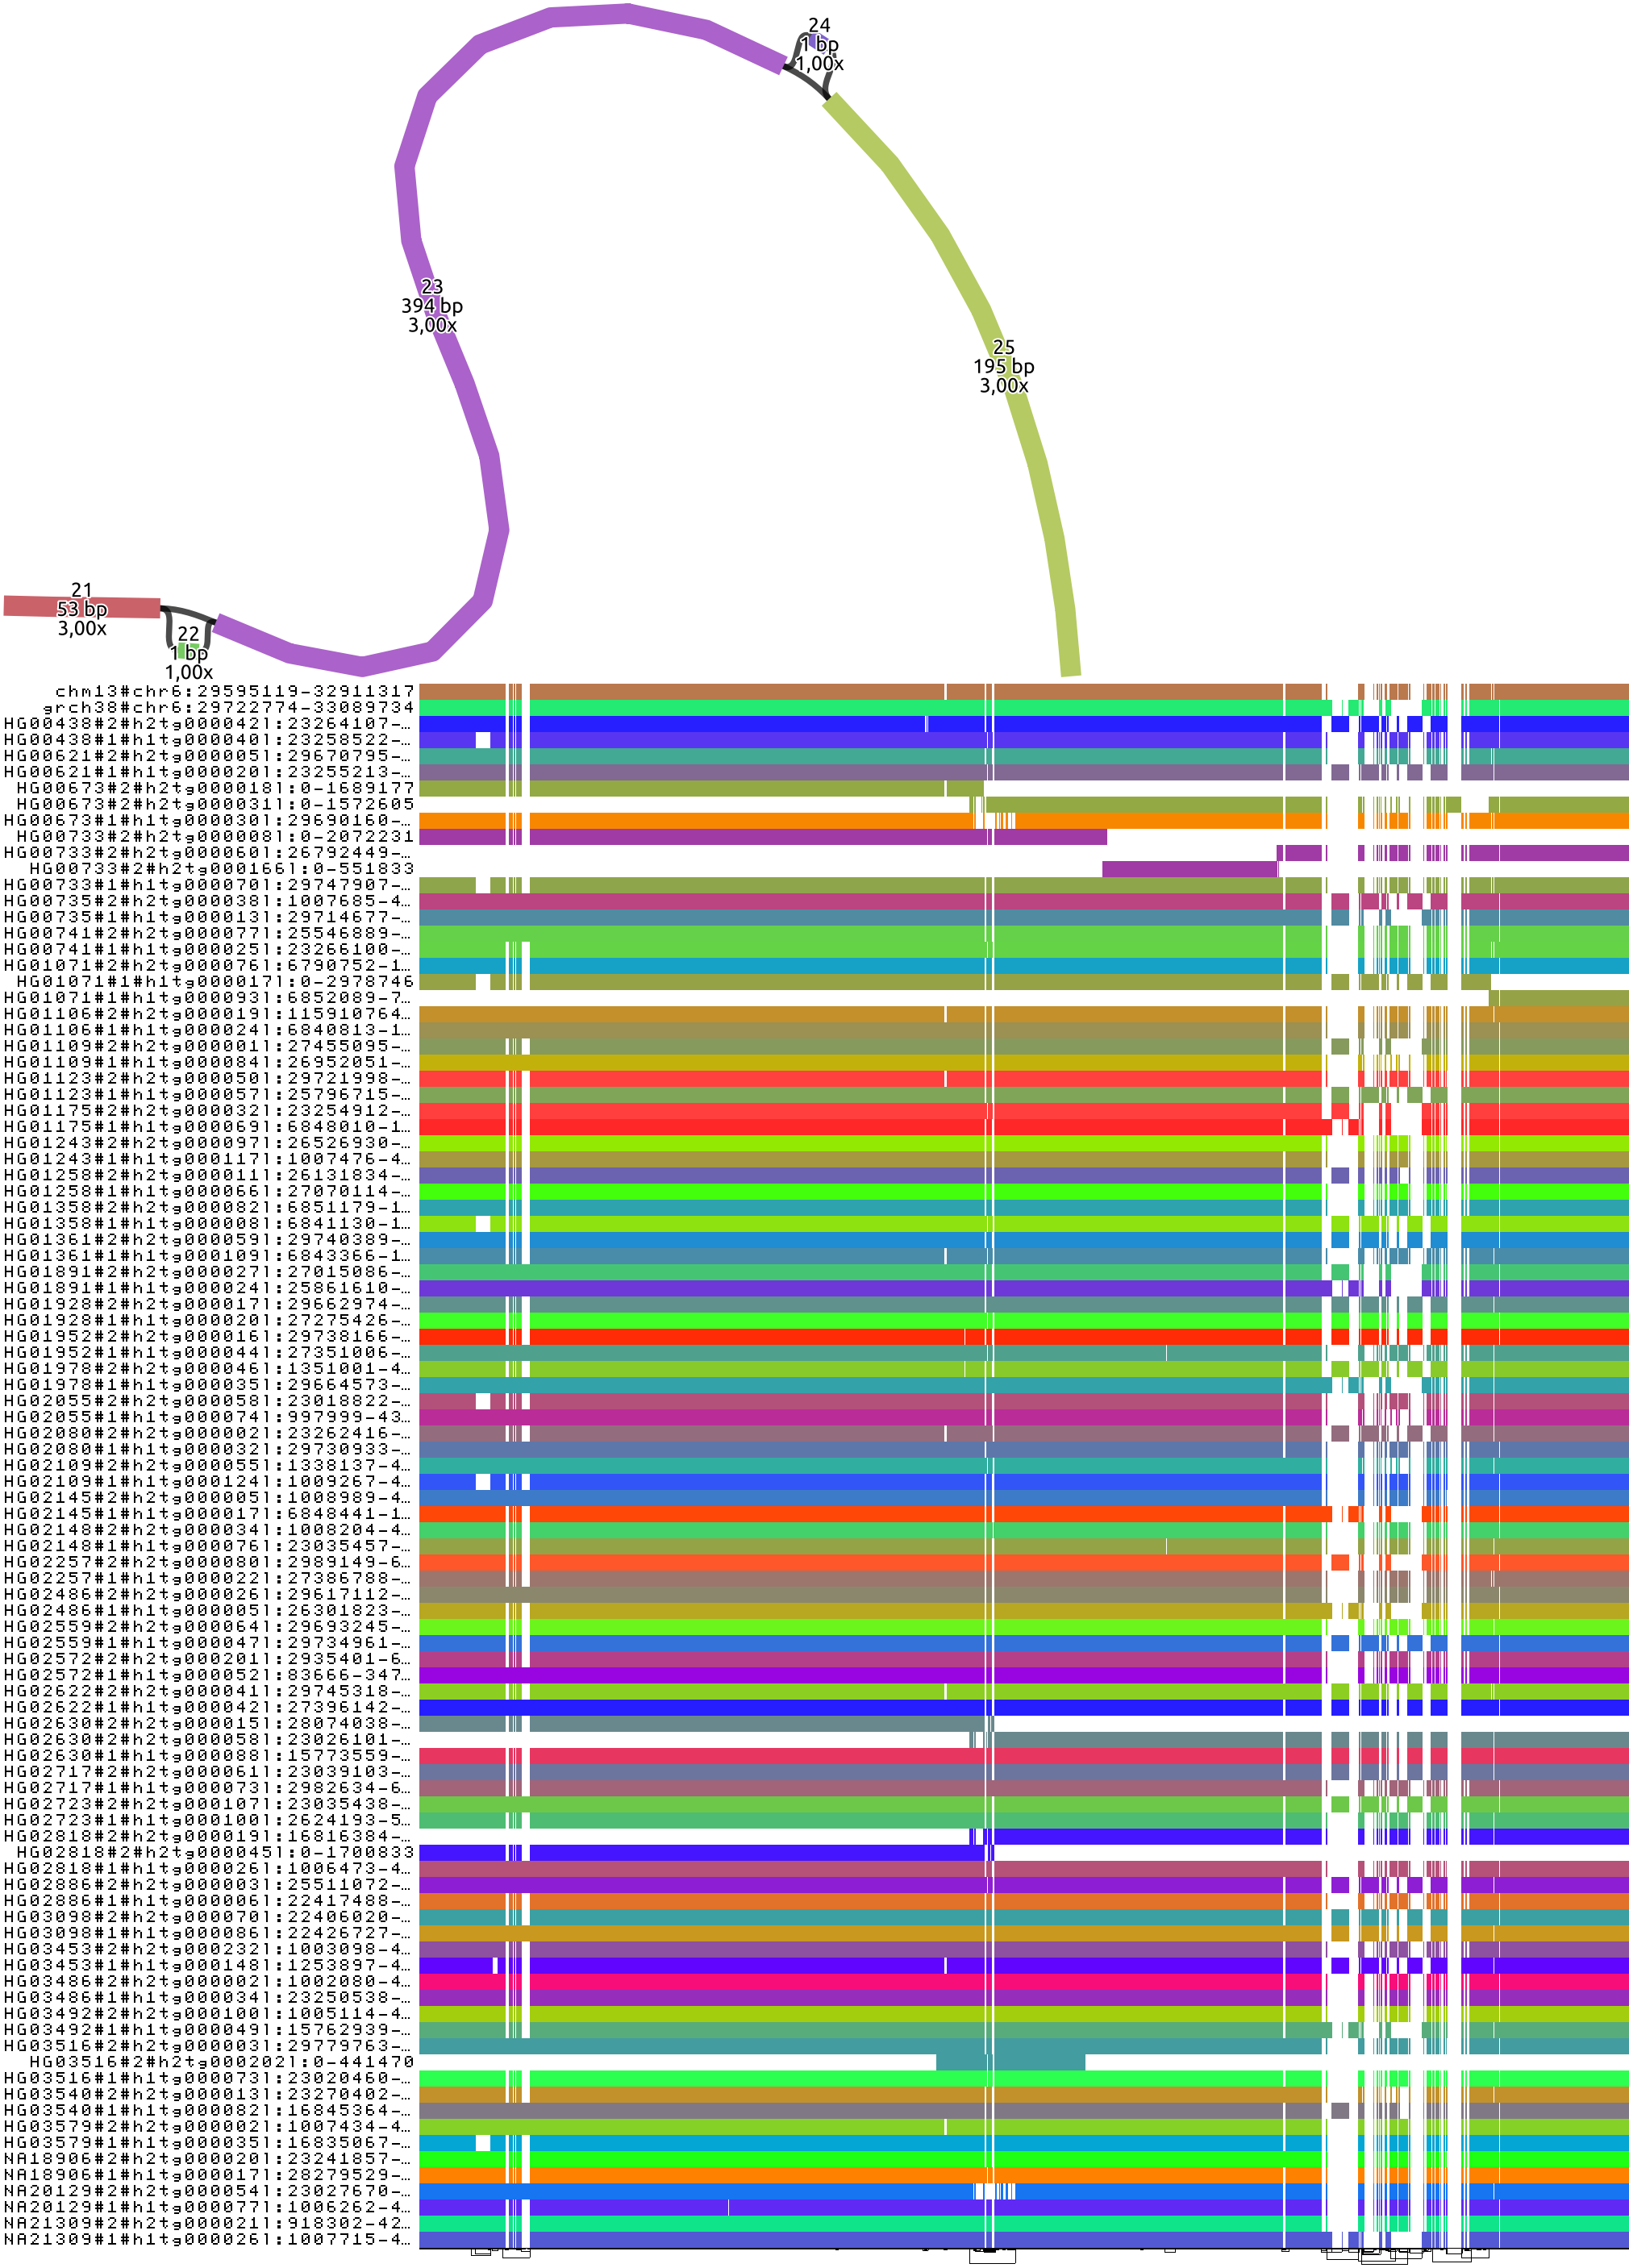 24
1 bp
1,00x
23
394 bp
3,00x
25
195 bp
3,00x
21
53 bp
3,00x
22
1 bp
1,00x
chm13#chr6:29595119-32911317
grch38#chr6:29722774-33089734
HG00438#2#h2tg000042l:23264107-…
HG00438#1#h1tg000040l:23258522-…
HG00621#2#h2tg000005l:29670795-…
HG00621#1#h1tg000020l:23255213-…
HG00673#2#h2tg000018l:0-1689177
HG00673#2#h2tg000031l:0-1572605
HG00673#1#h1tg000030l:29690160-…
HG00733#2#h2tg000008l:0-2072231
HG00733#2#h2tg000060l:26792449-…
HG00733#2#h2tg000166l:0-551833
HG00733#1#h1tg000070l:29747907-…
HG00735#2#h2tg000038l:1007685-4…
HG00735#1#h1tg000013l:29714677-…
HG00741#2#h2tg000077l:25546889-…
HG00741#1#h1tg000025l:23266100-…
HG01071#2#h2tg000076l:6790752-1…
HG01071#1#h1tg000017l:0-2978746
HG01071#1#h1tg000093l:6852089-7…
HG01106#2#h2tg000019l:115910764…
HG01106#1#h1tg000024l:6840813-1…
HG01109#2#h2tg000001l:27455095-…
HG01109#1#h1tg000084l:26952051-…
HG01123#2#h2tg000050l:29721998-…
HG01123#1#h1tg000057l:25796715-…
HG01175#2#h2tg000032l:23254912-…
HG01175#1#h1tg000069l:6848010-1…
HG01243#2#h2tg000097l:26526930-…
HG01243#1#h1tg000117l:1007476-4…
HG01258#2#h2tg000011l:26131834-…
HG01258#1#h1tg000066l:27070114-…
HG01358#2#h2tg000082l:6851179-1…
HG01358#1#h1tg000008l:6841130-1…
HG01361#2#h2tg000059l:29740389-…
HG01361#1#h1tg000109l:6843366-1…
HG01891#2#h2tg000027l:27015086-…
HG01891#1#h1tg000024l:25861610-…
HG01928#2#h2tg000017l:29662974-…
HG01928#1#h1tg000020l:27275426-…
HG01952#2#h2tg000016l:29738166-…
HG01952#1#h1tg000044l:27351006-…
HG01978#2#h2tg000046l:1351001-4…
HG01978#1#h1tg000035l:29664573-…
HG02055#2#h2tg000058l:23018822-…
HG02055#1#h1tg000074l:997999-43…
HG02080#2#h2tg000002l:23262416-…
HG02080#1#h1tg000032l:29730933-…
HG02109#2#h2tg000055l:1338137-4…
HG02109#1#h1tg000124l:1009267-4…
HG02145#2#h2tg000005l:1008989-4…
HG02145#1#h1tg000017l:6848441-1…
HG02148#2#h2tg000034l:1008204-4…
HG02148#1#h1tg000076l:23035457-…
HG02257#2#h2tg000080l:2989149-6…
HG02257#1#h1tg000022l:27386788-…
HG02486#2#h2tg000026l:29617112-…
HG02486#1#h1tg000005l:26301823-…
HG02559#2#h2tg000064l:29693245-…
HG02559#1#h1tg000047l:29734961-…
HG02572#2#h2tg000201l:2935401-6…
HG02572#1#h1tg000052l:83666-347…
HG02622#2#h2tg000041l:29745318-…
HG02622#1#h1tg000042l:27396142-…
HG02630#2#h2tg000015l:28074038-…
HG02630#2#h2tg000058l:23026101-…
HG02630#1#h1tg000088l:15773559-…
HG02717#2#h2tg000061l:23039103-…
HG02717#1#h1tg000073l:2982634-6…
HG02723#2#h2tg000107l:23035438-…
HG02723#1#h1tg000100l:2624193-5…
HG02818#2#h2tg000019l:16816384-…
HG02818#2#h2tg000045l:0-1700833
HG02818#1#h1tg000026l:1006473-4…
HG02886#2#h2tg000003l:25511072-…
HG02886#1#h1tg000006l:22417488-…
HG03098#2#h2tg000070l:22406020-…
HG03098#1#h1tg000086l:22426727-…
HG03453#2#h2tg000232l:1003098-4…
HG03453#1#h1tg000148l:1253897-4…
HG03486#2#h2tg000002l:1002080-4…
HG03486#1#h1tg000034l:23250538-…
HG03492#2#h2tg000100l:1005114-4…
HG03492#1#h1tg000049l:15762939-…
HG03516#2#h2tg000003l:29779763-…
HG03516#2#h2tg000202l:0-441470
HG03516#1#h1tg000073l:23020460-…
HG03540#2#h2tg000013l:23270402-…
HG03540#1#h1tg000082l:16845364-…
HG03579#2#h2tg000002l:1007434-4…
HG03579#1#h1tg000035l:16835067-…
NA18906#2#h2tg000020l:23241857-…
NA18906#1#h1tg000017l:28279529-…
NA20129#2#h2tg000054l:23027670-…
NA20129#1#h1tg000077l:1006262-4…
NA21309#2#h2tg000021l:918302-42…
NA21309#1#h1tg000026l:1007715-4…